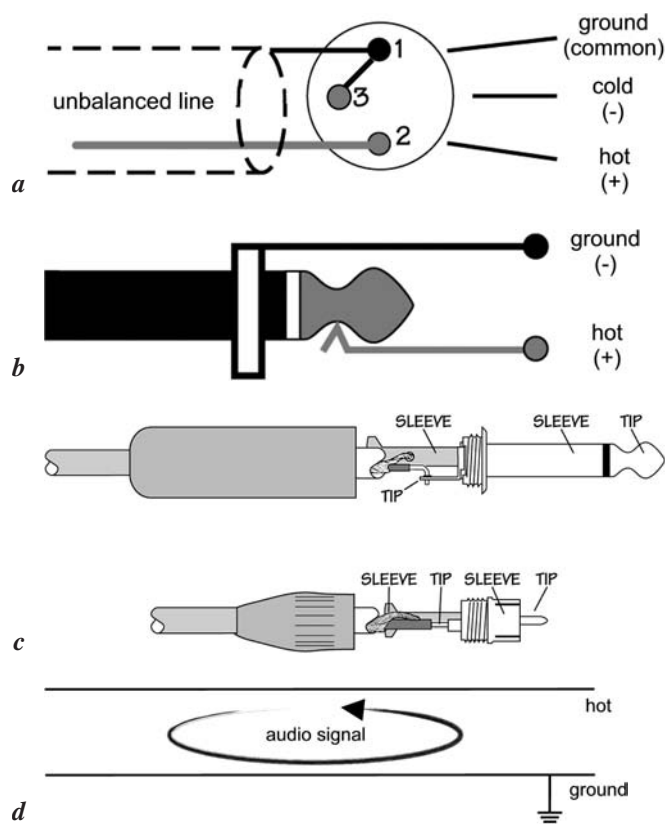 ground
(common)
1
unbalanced line
3
cold
(-)
2
hot
(+)
a
ground
(-)
hot
(+)
b
SLEEVE
SLEEVE
TIP
TIP
SLEEVE TIP SLEEVE TIP
c
hot
audio signal
ground
d